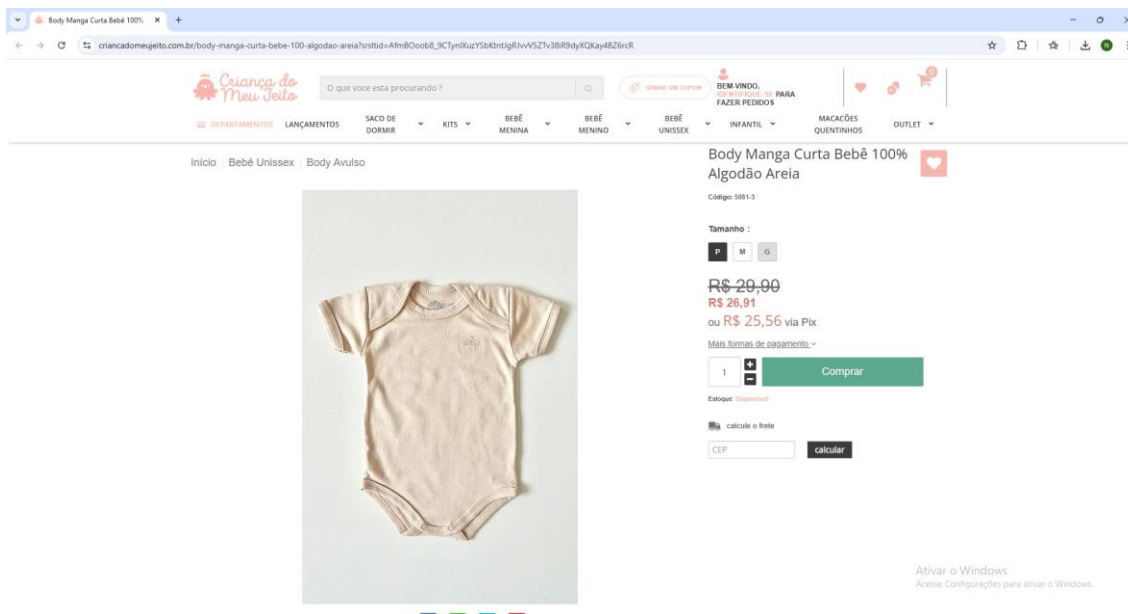 Body Manga Curta Bebê 100%
criancadomeujeito.com.br/body-manga-curta-bebe-100-algodao-areia?srsltid=AfmBOoob8_9CTynIXuzYSbKtntJgRJvvV5ZTv38iR9dyXQKay4BZ6rcR
Criança do
Meu Jeito
O que voce esta procurando ?
GANHE UM CUPOM
BEM-VINDO,
IDENTIFIQUE-SE PARA
FAZER PEDIDOS
0
DEPARTAMENTOS
LANÇAMENTOS
SACO DE
DORMIR
KITS
BEBÊ
MENINA
BEBÊ
MENINO
BEBÊ
UNISSEX
INFANTIL
MACACÕES
QUENTINHOS
OUTLET
Início Bebê Unissex Body Avulso
Body Manga Curta Bebê 100%
Algodão Areia
Código: 5081-3
Tamanho :
P M G
R$ 29,90
R$ 26,91
ou R$ 25,56 via Pix
Mais formas de pagamento
1
Comprar
Estoque: Disponível
calcule o frete
CEP
calcular
Ativar o Windows
Acesse Configurações para ativar o Windows.